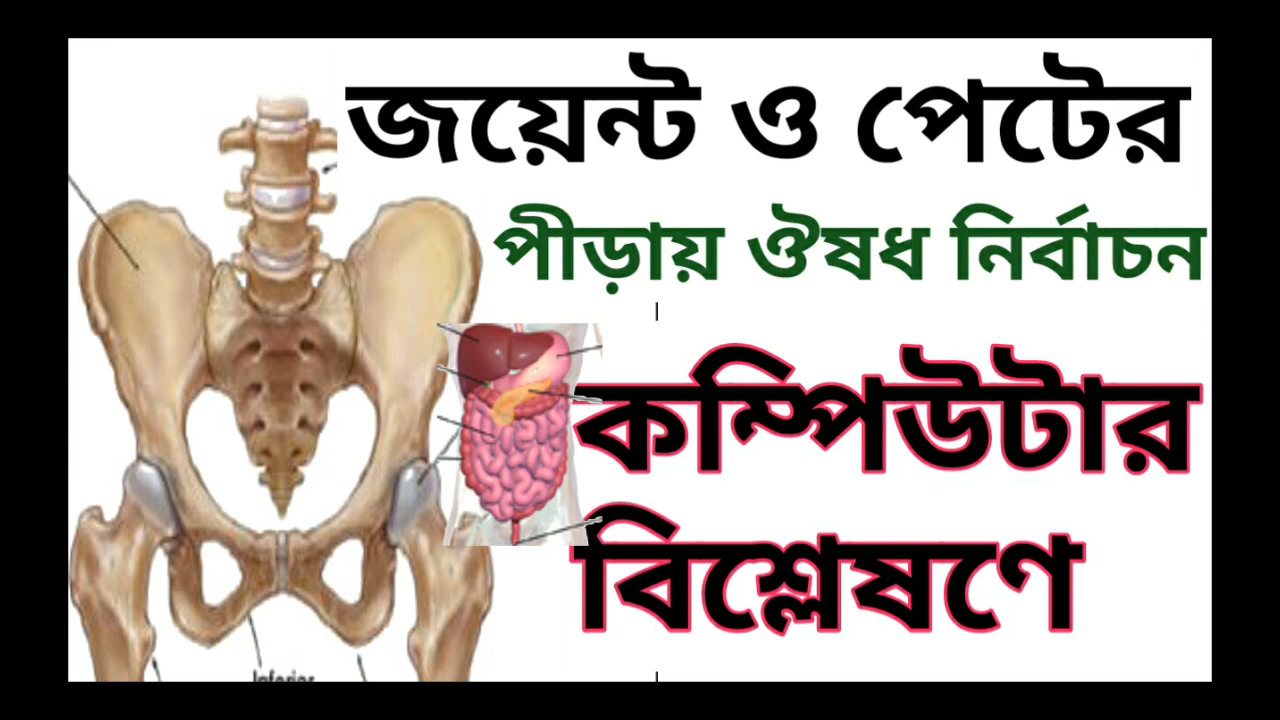 জয়েন্ট ও পেটের
পীড়ায় ঔষধ নির্বাচন
কম্পিউটার
বিশ্লেষণে